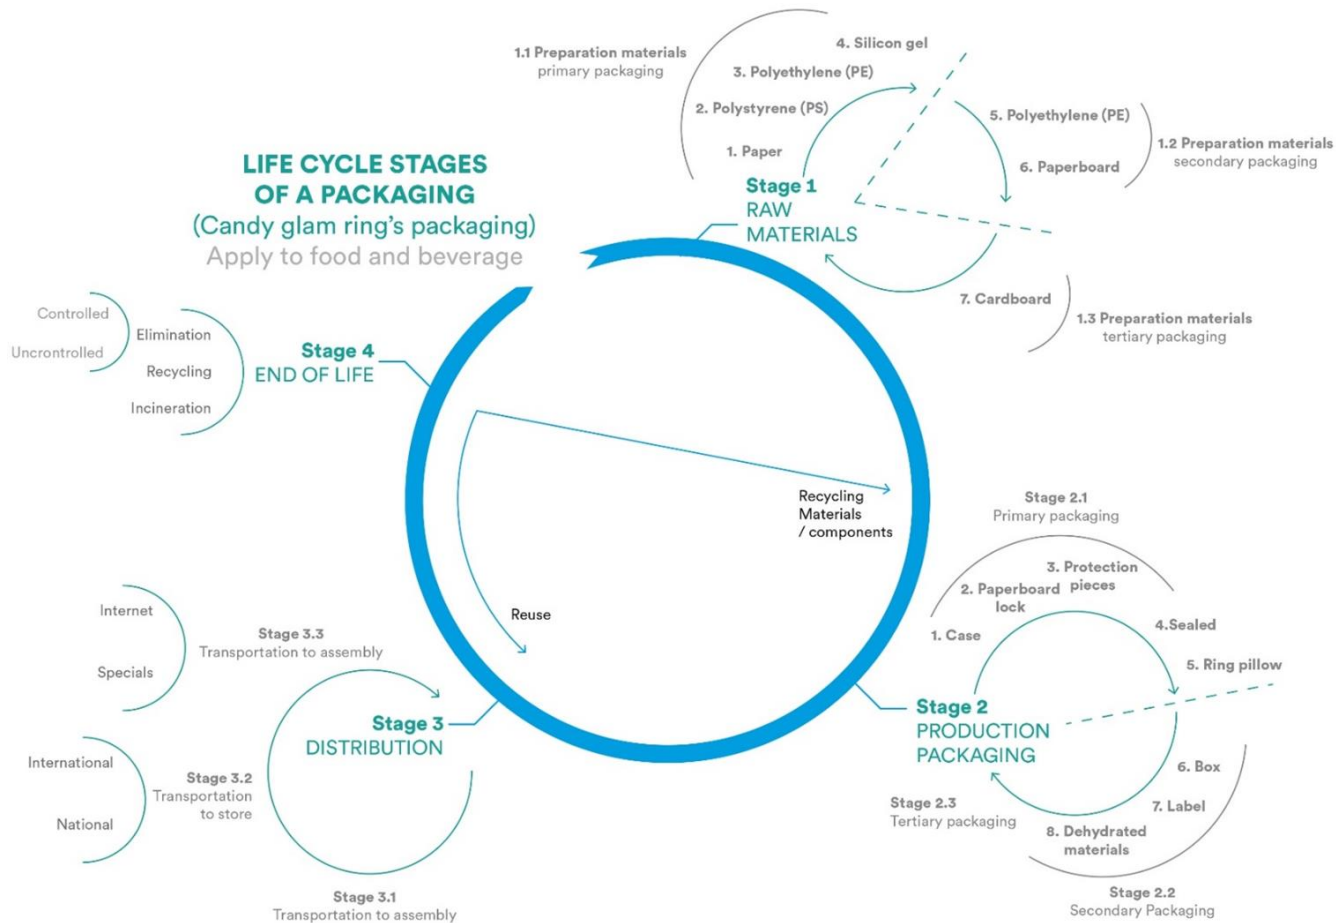 LIFE CYCLE STAGES
OF A PACKAGING
(Candy glam ring's packaging)
Apply to food and beverage
1.1 Preparation materials
primary packaging
4. Silicon gel
3. Polyethylene (PE)
2. Polystyrene (PS)
1. Paper
Stage 1
RAW
MATERIALS
5. Polyethylene (PE)
6. Paperboard
1.2 Preparation materials
secondary packaging
7. Cardboard
1.3 Preparation materials
tertiary packaging
Controlled
Uncrontrolled
Elimination
Recycling
Incineration
Stage 4
END OF LIFE
Recycling
Materials
/ components
Reuse
Stage 2.1
Primary packaging
3. Protection
pieces
2. Paperboard
lock
1. Case
4.Sealed
5. Ring pillow
Stage 2
PRODUCTION
PACKAGING
6. Box
7. Label
8. Dehydrated
materials
Stage 2.3
Tertiary packaging
Stage 2.2
Secondary Packaging
Internet
Specials
Stage 3.3
Transportation to assembly
Stage 3
DISTRIBUTION
International
National
Stage 3.2
Transportation
to store
Stage 3.1
Transportation to assembly